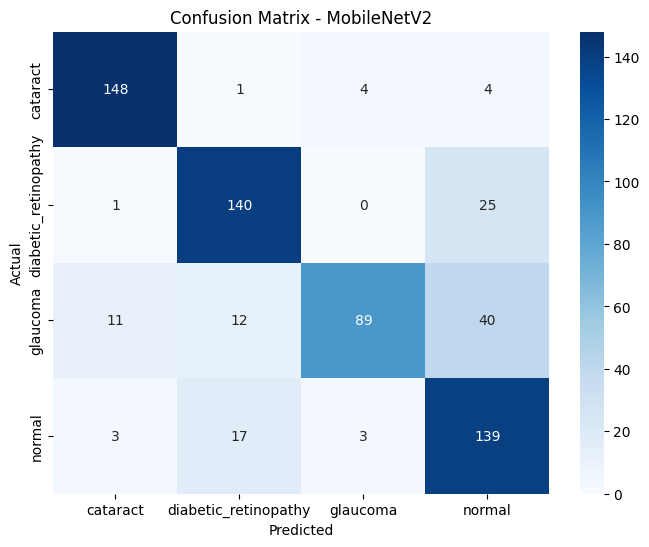 Confusion Matrix - MobileNetV2
Actual
cataract
148 1 4 4
diabetic_retinopathy
1 140 0 25
glaucoma
11 12 89 40
normal
3 17 3 139
cataract diabetic_retinopathy glaucoma normal
Predicted
140
120
100
80
60
40
20
0